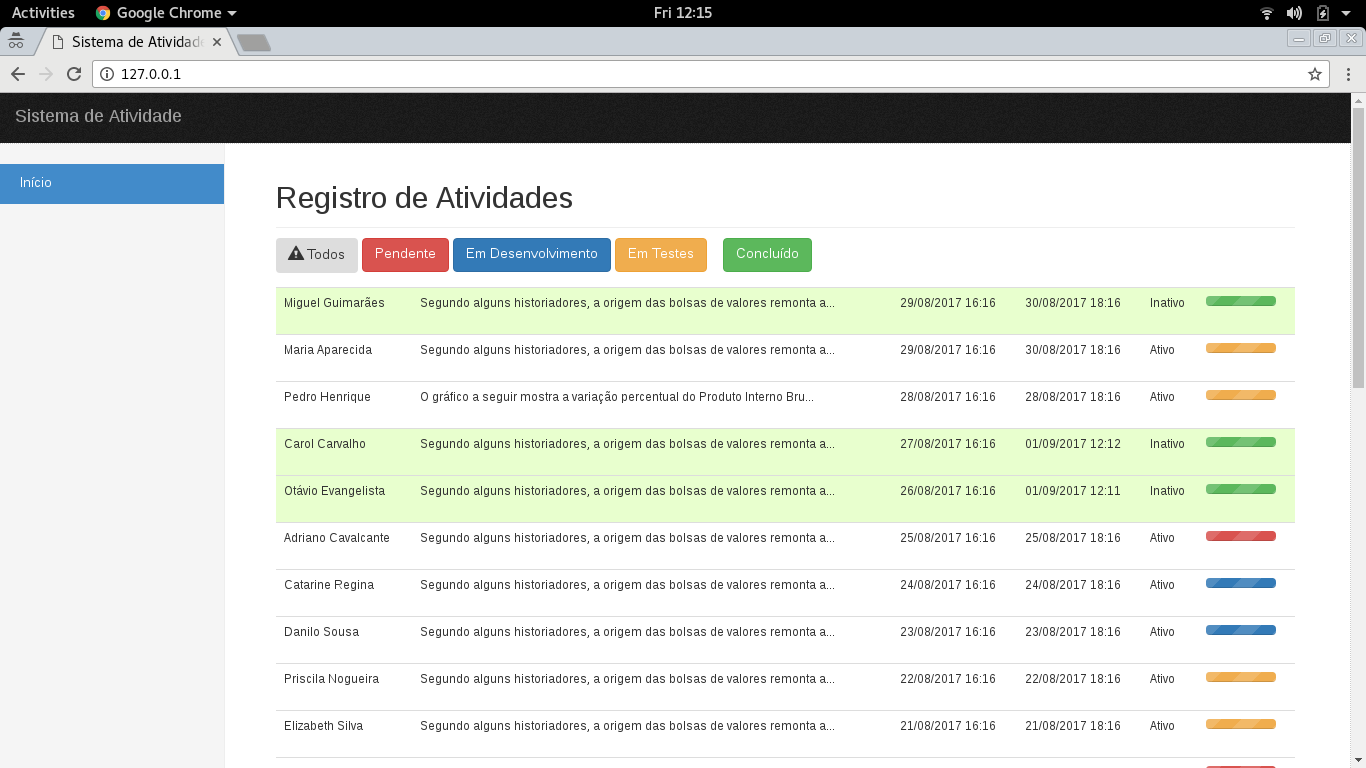 Activities Google Chrome Fri 12:15
Sistema de Atividade
127.0.0.1
Sistema de Atividade
Início
Registro de Atividades
Todos Pendente Em Desenvolvimento Em Testes Concluído
Miguel Guimarães Segundo alguns historiadores, a origem das bolsas de valores remonta a... 29/08/2017 16:16 30/08/2017 18:16 Inativo
Maria Aparecida Segundo alguns historiadores, a origem das bolsas de valores remonta a... 29/08/2017 16:16 30/08/2017 18:16 Ativo
Pedro Henrique O gráfico a seguir mostra a variação percentual do Produto Interno Bru... 28/08/2017 16:16 28/08/2017 18:16 Ativo
Carol Carvalho Segundo alguns historiadores, a origem das bolsas de valores remonta a... 27/08/2017 16:16 01/09/2017 12:12 Inativo
Otávio Evangelista Segundo alguns historiadores, a origem das bolsas de valores remonta a... 26/08/2017 16:16 01/09/2017 12:11 Inativo
Adriano Cavalcante Segundo alguns historiadores, a origem das bolsas de valores remonta a... 25/08/2017 16:16 25/08/2017 18:16 Ativo
Catarine Regina Segundo alguns historiadores, a origem das bolsas de valores remonta a... 24/08/2017 16:16 24/08/2017 18:16 Ativo
Danilo Sousa Segundo alguns historiadores, a origem das bolsas de valores remonta a... 23/08/2017 16:16 23/08/2017 18:16 Ativo
Priscila Nogueira Segundo alguns historiadores, a origem das bolsas de valores remonta a... 22/08/2017 16:16 22/08/2017 18:16 Ativo
Elizabeth Silva Segundo alguns historiadores, a origem das bolsas de valores remonta a... 21/08/2017 16:16 21/08/2017 18:16 Ativo